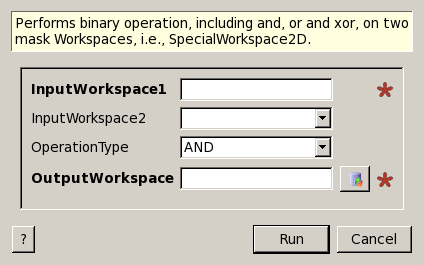 Performs binary operation, including and, or and xor, on two
mask Workspaces, i.e., SpecialWorkspace2D.
InputWorkspace1
InputWorkspace2
OperationType AND
OutputWorkspace
? Run Cancel